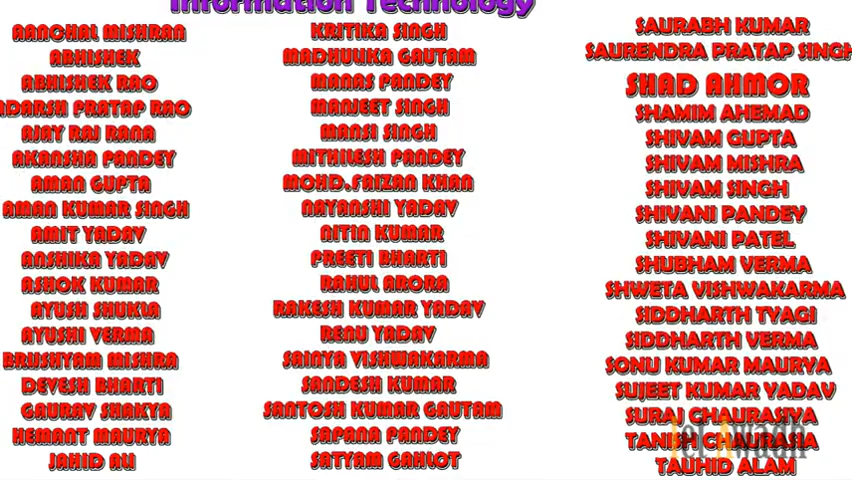 Information Technology
AANCHAL MISHRAN
ABHISHEK
ABHISHEK RAO
ADARSH PRATAP RAO
AJAY RAJ RANA
AKANSHA PANDEY
AMAN GUPTA
AMAN KUMAR SINGH
AMIT YADAV
ANSHIKA YADAV
ASHOK KUMAR
AYUSH SHUKLA
AYUSHI VERMA
BRUSHYAM MISHRA
DEVESH BHARTI
GAURAV SHAKYA
HEMANT MAURYA
JAHID ALI
KRITIKA SINGH
MADHULIKA GAUTAM
MANAS PANDEY
MANJEET SINGH
MANSI SINGH
MITHILESH PANDEY
MOHD.FAIZAN KHAN
NAYANSHI YADAV
NITIN KUMAR
PREETI BHARTI
RAHUL ARORA
RAKESH KUMAR YADAV
RENU YADAV
SAINYA VISHWAKARMA
SANDESH KUMAR
SANTOSH KUMAR GAUTAM
SAPANA PANDEY
SATYAM GAHLOT
SAURABH KUMAR
SAURENDRA PRATAP SINGH
SHAD AHMOR
SHAMIM AHEMAD
SHIVAM GUPTA
SHIVAM MISHRA
SHIVAM SINGH
SHIVANI PANDEY
SHIVANI PATEL
SHUBHAM VERMA
SHWETA VISHWAKARMA
SIDDHARTH TYAGI
SIDDHARTH VERMA
SONU KUMAR MAURYA
SUJEET KUMAR YADAV
SURAJ CHAURASIYA
TANISH CHAURASIA
TAUHID ALAM
Iet Awadh